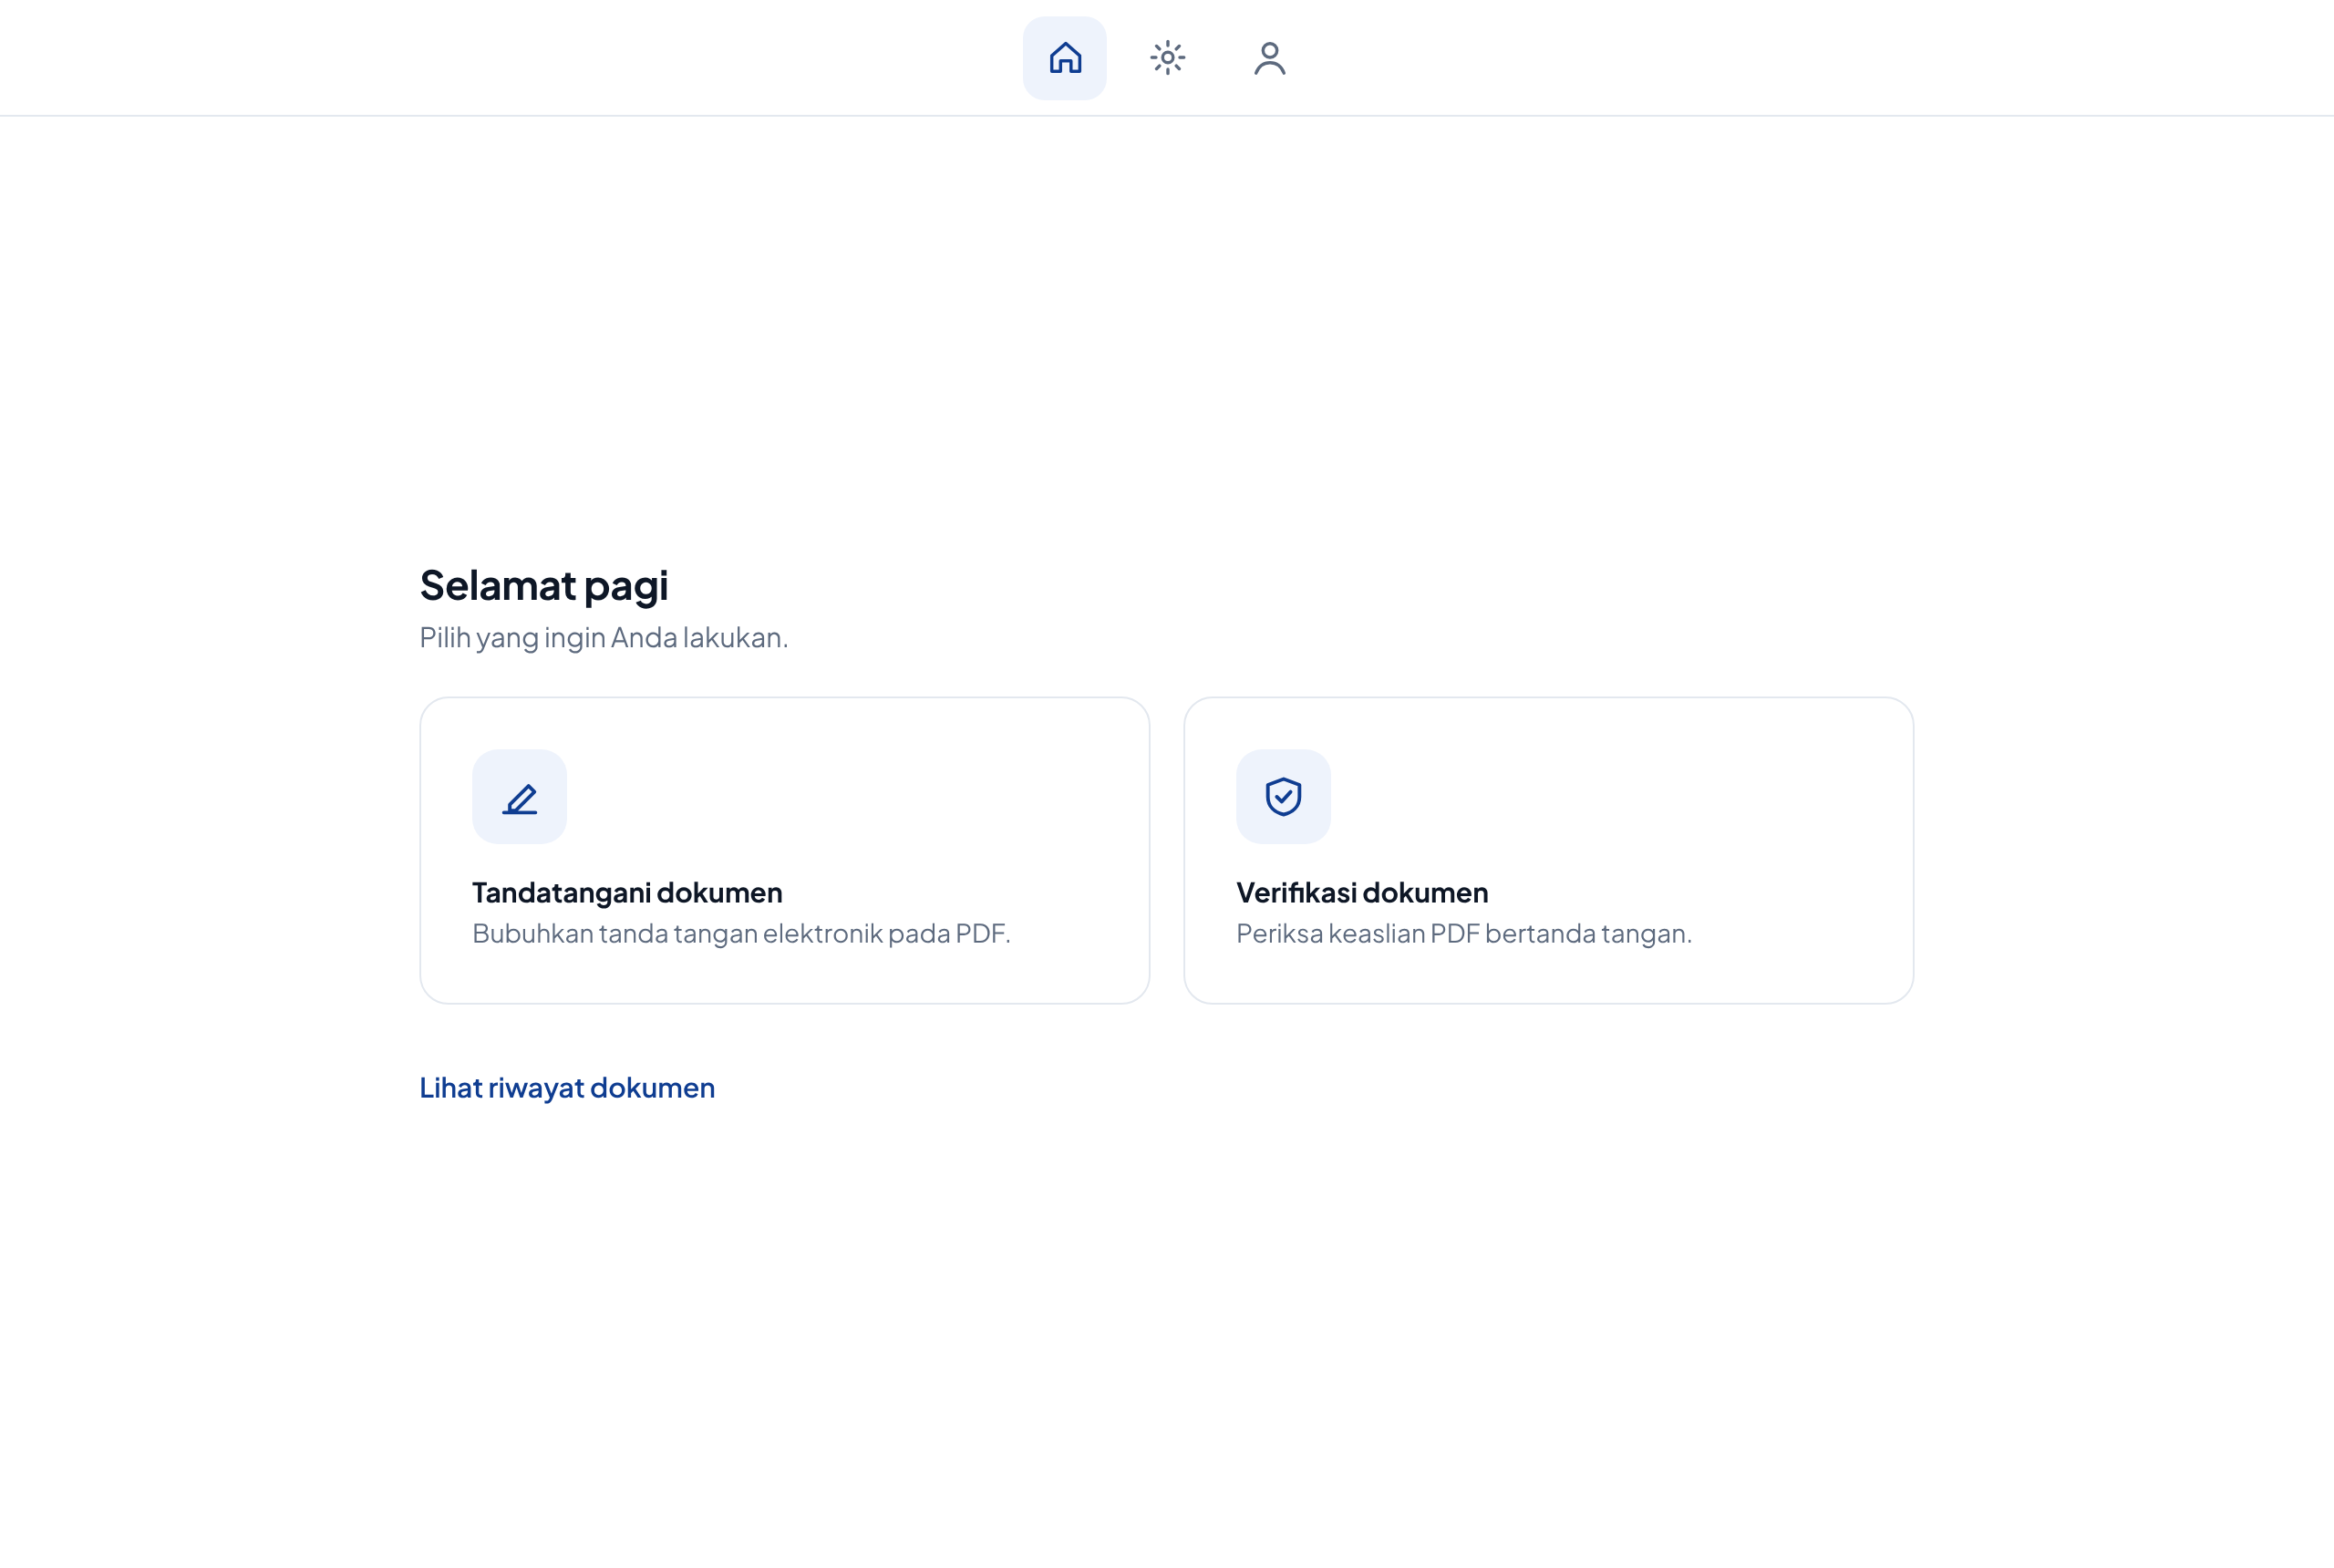 Selamat pagi
Pilih yang ingin Anda lakukan.
Tandatangani dokumen
Bubuhkan tanda tangan elektronik pada PDF.
Verifikasi dokumen
Periksa keaslian PDF bertanda tangan.
Lihat riwayat dokumen